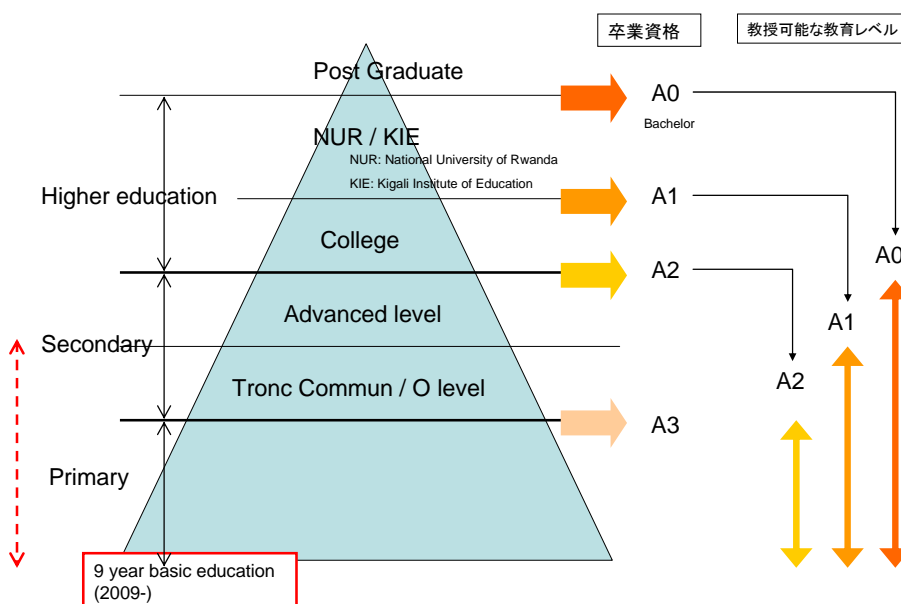 卒業資格
教授可能な教育レベル
Post Graduate
A0
Bachelor
NUR / KIE
NUR: National University of Rwanda
KIE: Kigali Institute of Education
Higher education
A1
College
A2
A0
Advanced level
A1
Secondary
Tronc Commun / O level
A2
A3
Primary
9 year basic education
(2009-)